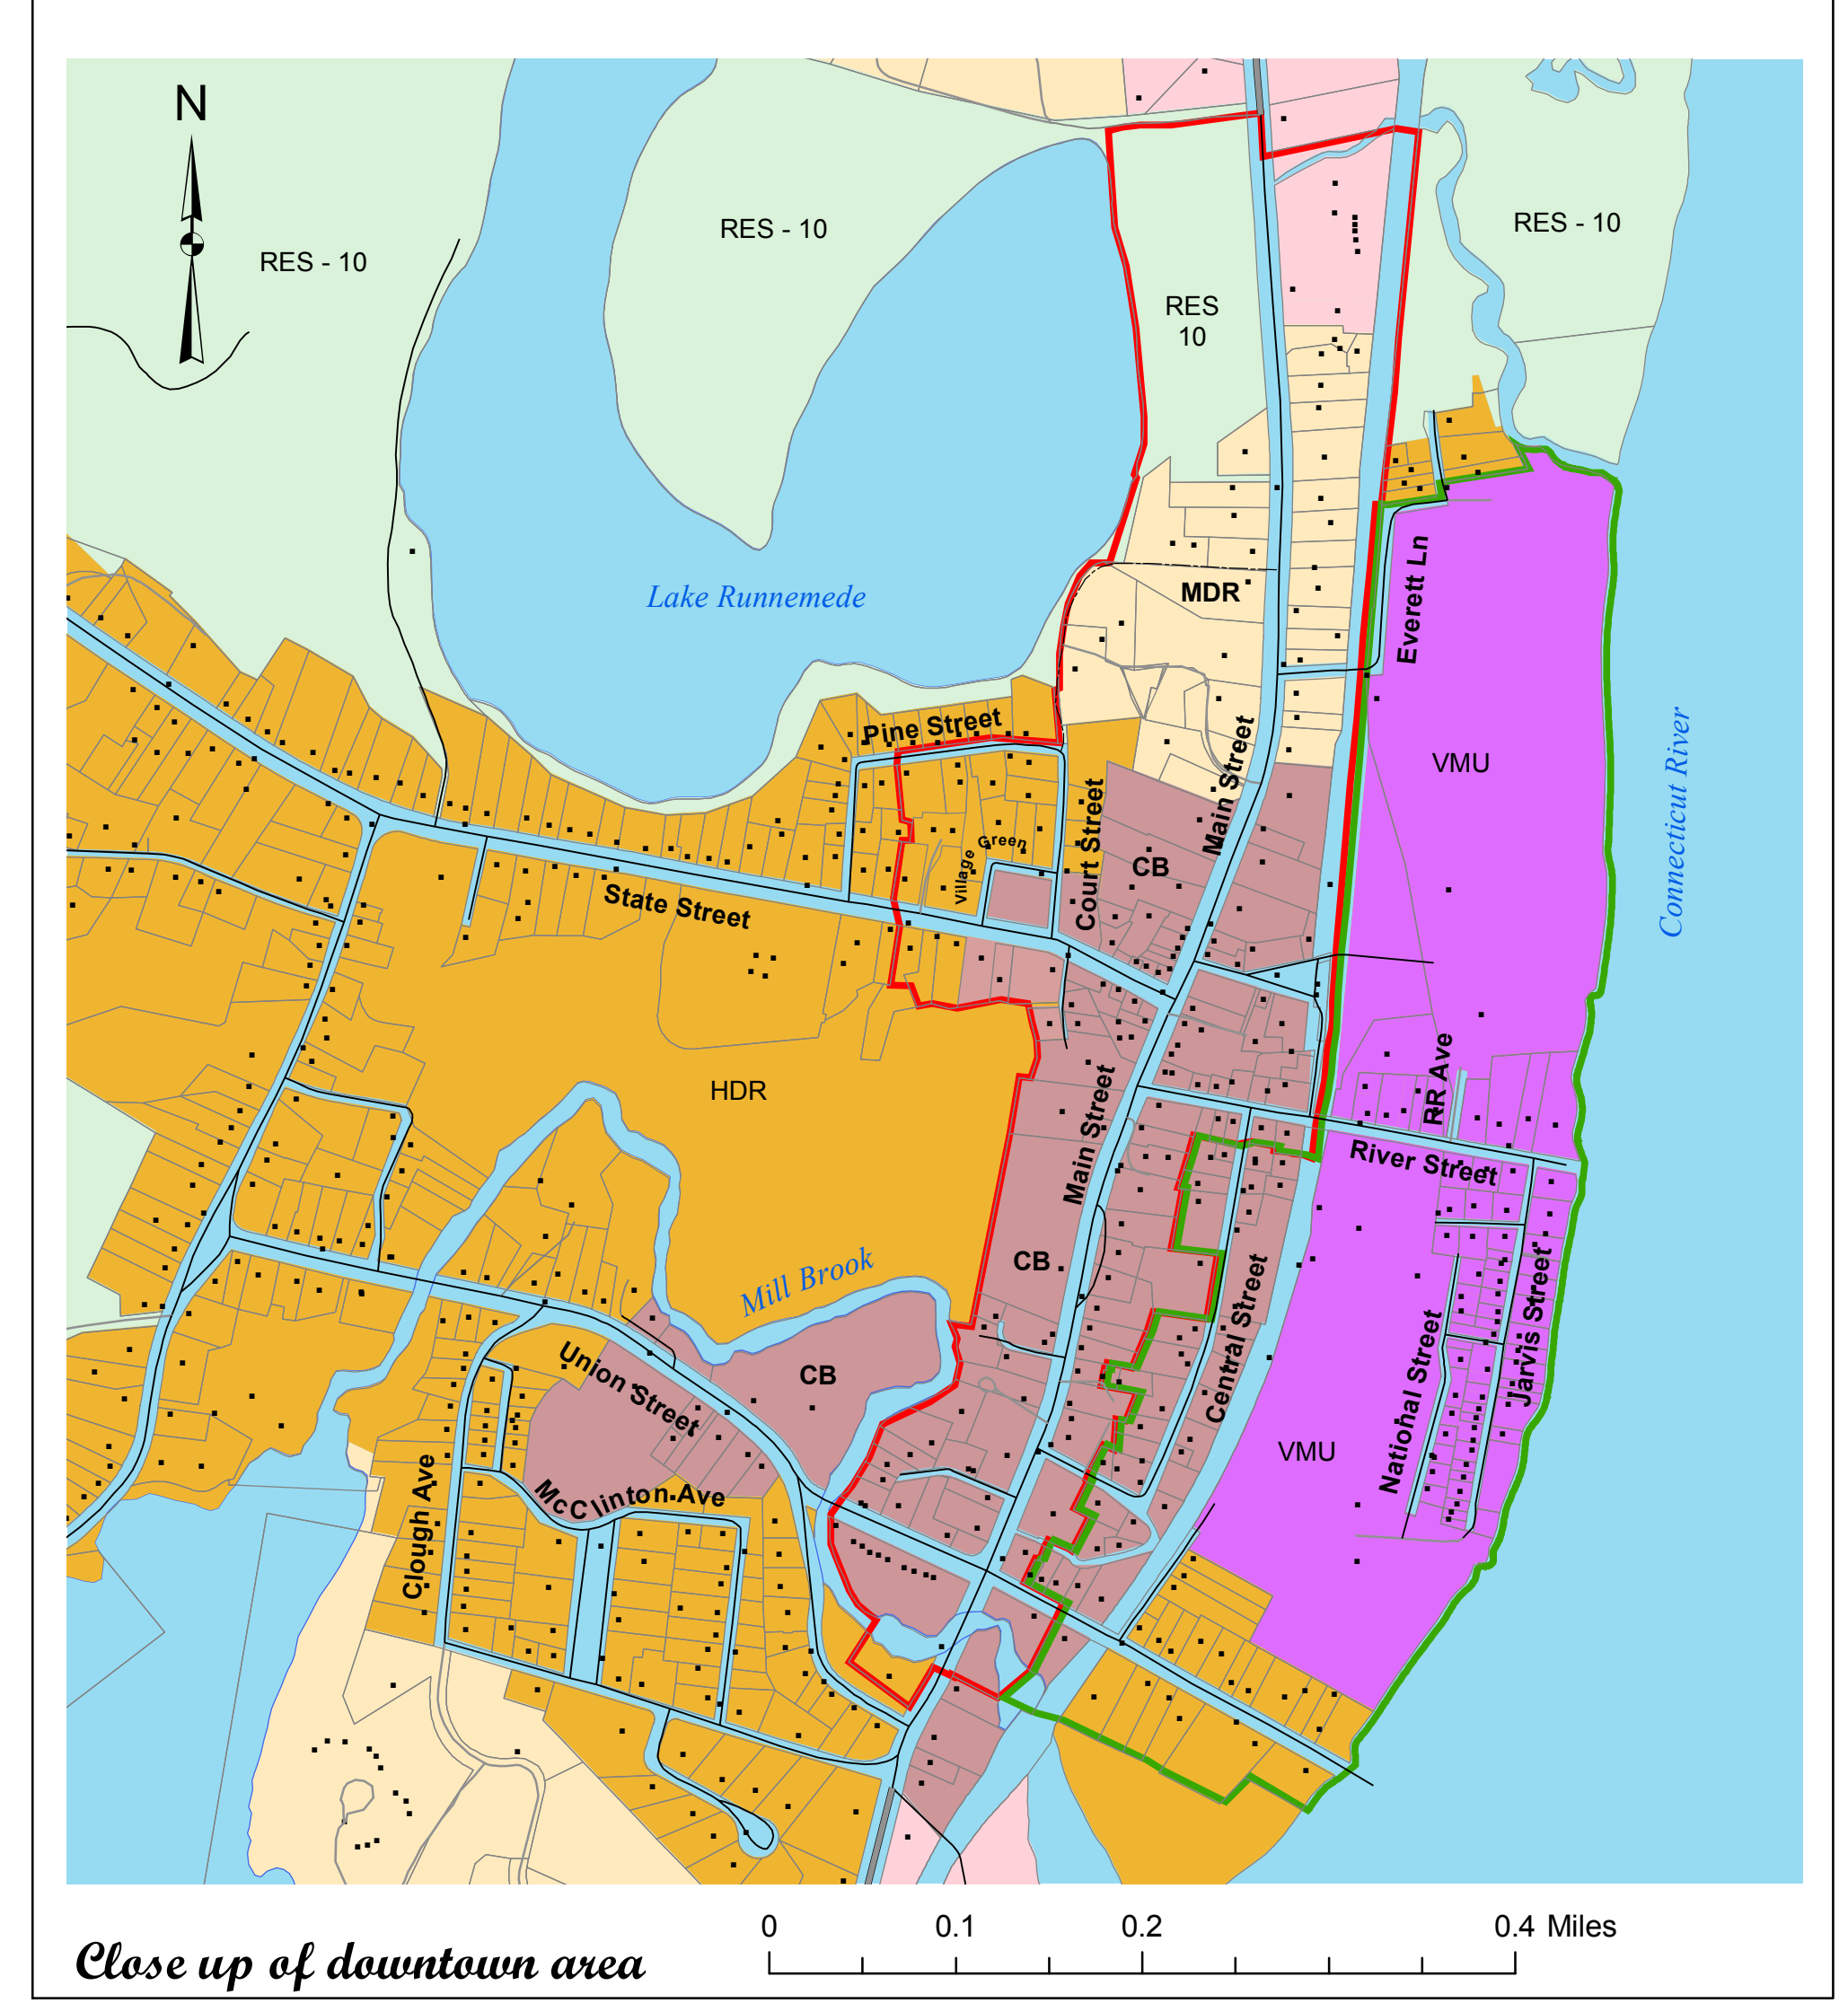 N
RES - 10
RES - 10
RES - 10
RES
10
Lake Runnemede
MDR
Everett Ln
Pine Street
Main Street
VMU
Connecticut River
Court Street
Village Green
CB
State Street
HDR
Main Street
RR Ave
River Street
CB
Mill Brook
Central Street
Jarvis Street
National Street
Union Street
CB
VMU
McClinton Ave
Clough Ave
0 0.1 0.2 0.4 Miles
Close up of downtown area